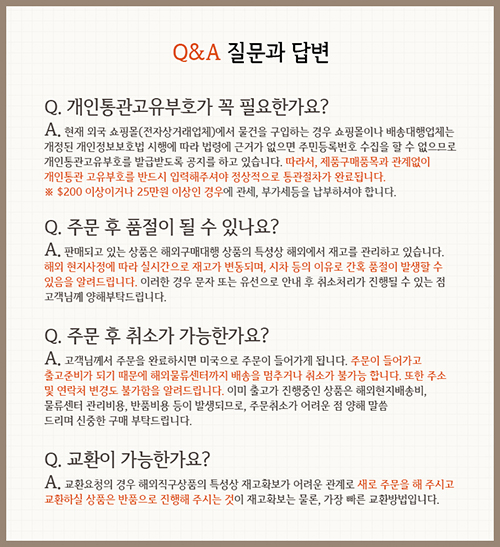 Q&A 질문과 답변
Q. 개인통관고유부호가 꼭 필요한가요?
A. 현재 외국 쇼핑몰(전자상거래업체)에서 물건을 구입하는 경우 쇼핑몰이나 배송대행업체는
개정된 개인정보보호법 시행에 따라 법령에 근거가 없으면 주민등록번호 수집을 할 수 없으므로
개인통관고유부호를 발급받도록 공지를 하고 있습니다. 따라서, 제품구매품목과 관계없이
개인통관 고유부호를 반드시 입력해주셔야 정상적으로 통관절차가 완료됩니다.
※ $200 이상이거나 25만원 이상인 경우에 관세, 부가세등을 납부하셔야 합니다.
Q. 주문 후 품절이 될 수 있나요?
A. 판매되고 있는 상품은 해외구매대행 상품의 특성상 해외에서 재고를 관리하고 있습니다.
해외 현지사정에 따라 실시간으로 재고가 변동되며, 시차 등의 이유로 간혹 품절이 발생할 수
있음을 알려드립니다. 이러한 경우 문자 또는 유선으로 안내 후 취소처리가 진행될 수 있는 점
고객님께 양해부탁드립니다.
Q. 주문 후 취소가 가능한가요?
A. 고객님께서 주문을 완료하시면 미국으로 주문이 들어가게 됩니다. 주문이 들어가고
출고준비가 되기 때문에 해외물류센터까지 배송을 멈추거나 취소가 불가능 합니다. 또한 주소
및 연락처 변경도 불가함을 알려드립니다. 이미 출고가 진행중인 상품은 해외현지배송비,
물류센터 관리비용, 반품비용 등이 발생되므로, 주문취소가 어려운 점 양해 말씀
드리며 신중한 구매 부탁드립니다.
Q. 교환이 가능한가요?
A. 교환요청의 경우 해외직구상품의 특성상 재고확보가 어려운 관계로 새로 주문을 해 주시고
교환하실 상품은 반품으로 진행해 주시는 것이 재고확보는 물론, 가장 빠른 교환방법입니다.